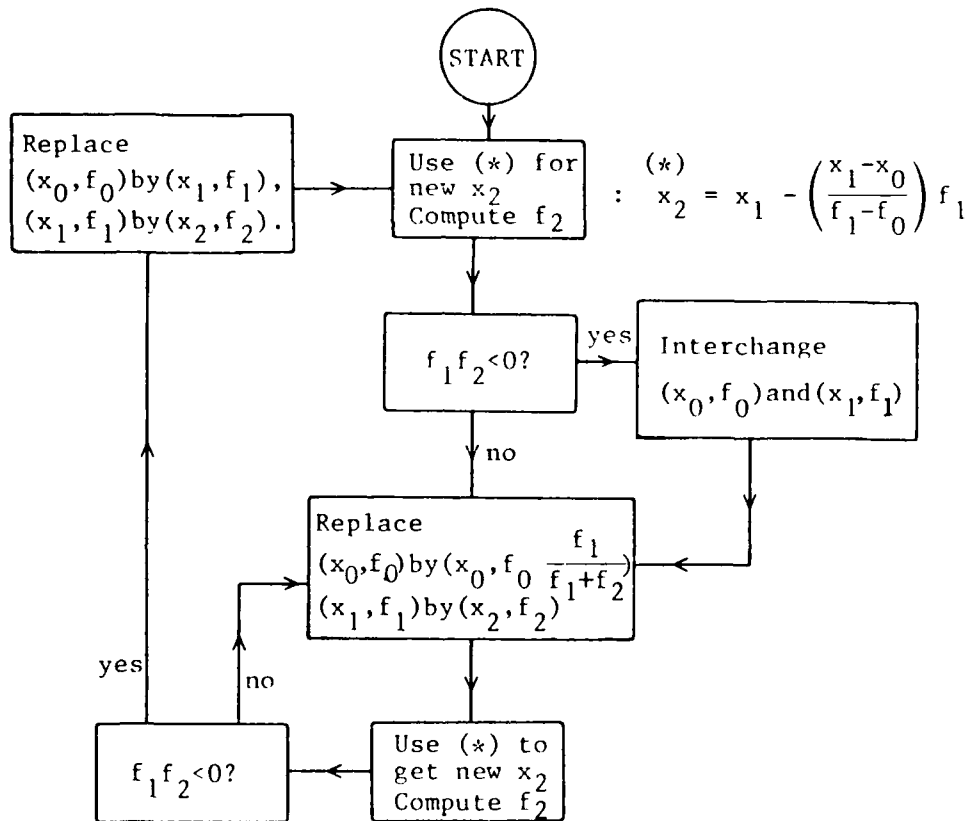 START
Replace
(x₀,f₀)by(x₁,f₁),
(x₁,f₁)by(x₂,f₂).
Use (*) for
new x₂
Compute f₂
: (*) x₂ = x₁ - ((x₁-x₀)/(f₁-f₀)) f₁
f₁f₂<0?
yes
Interchange
(x₀,f₀)and(x₁,f₁)
no
Replace
(x₀,f₀)by(x₀,f₀ f₁/(f₁+f₂))
(x₁,f₁)by(x₂,f₂)
yes
no
f₁f₂<0?
Use (*) to
get new x₂
Compute f₂